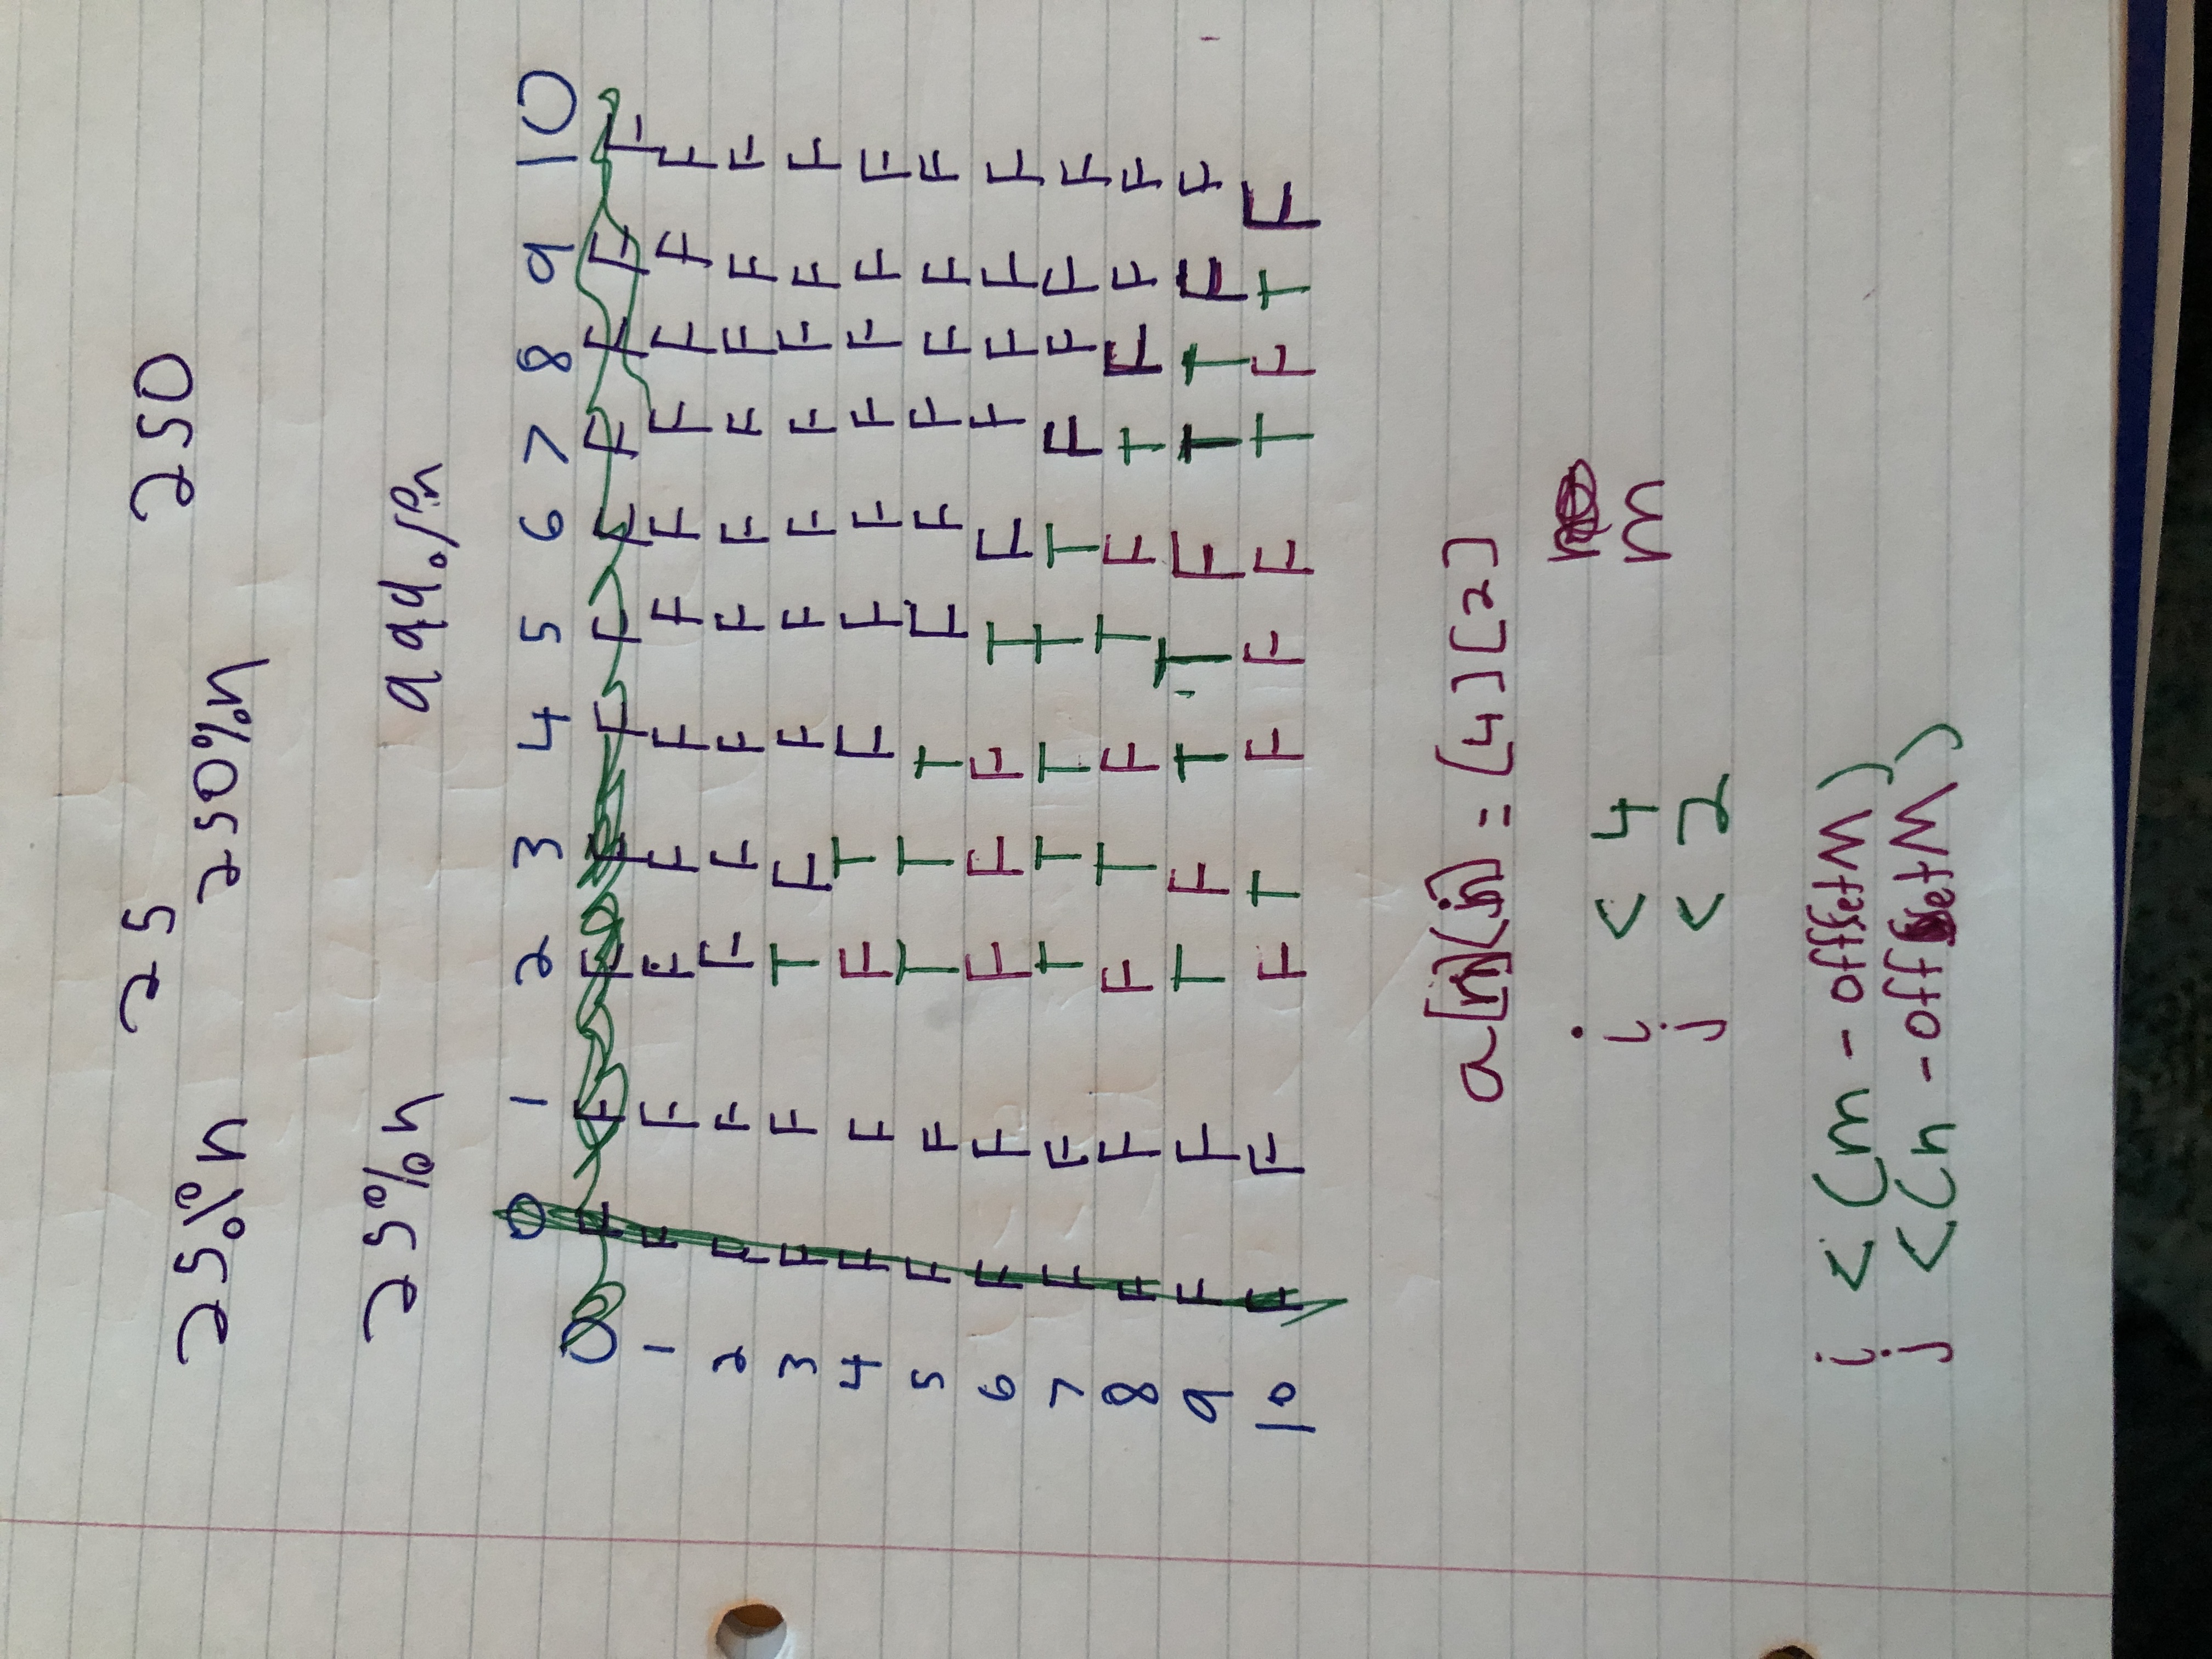 25 250
25%n 250%n
25%n 999%n
0 1 2 3 4 5 6 7 8 9 10
0 F F F F F F F F F F F
1 F F F F F F F F F F F
2 F F F F F F F F F F F
3 F F T F F F F F F F F
4 F F F T F F F F F F F
5 F F T T T F F F F F F
6 F F F F F T F F F F F
7 F F T T T T T F F F F
8 F F F T F T F T F F F
9 F F T F T T F T T F F
10 F F F T F F F T F T F
a[ ][ ] = [4][2]
i < 4 m
j < 2
i < (m - offsetM)
j < (n - offsetM)